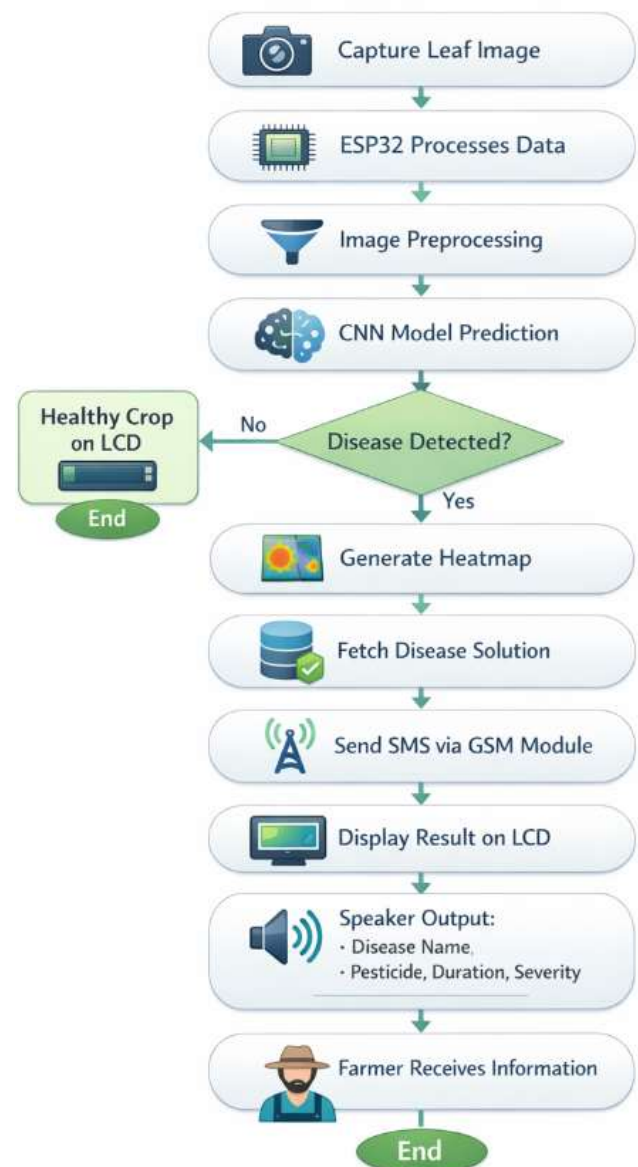 Capture Leaf Image
ESP32 Processes Data
Image Preprocessing
CNN Model Prediction
Disease Detected?
No
Healthy Crop
on LCD
End
Yes
Generate Heatmap
Fetch Disease Solution
Send SMS via GSM Module
Display Result on LCD
Speaker Output:
· Disease Name,
· Pesticide, Duration, Severity
Farmer Receives Information
End